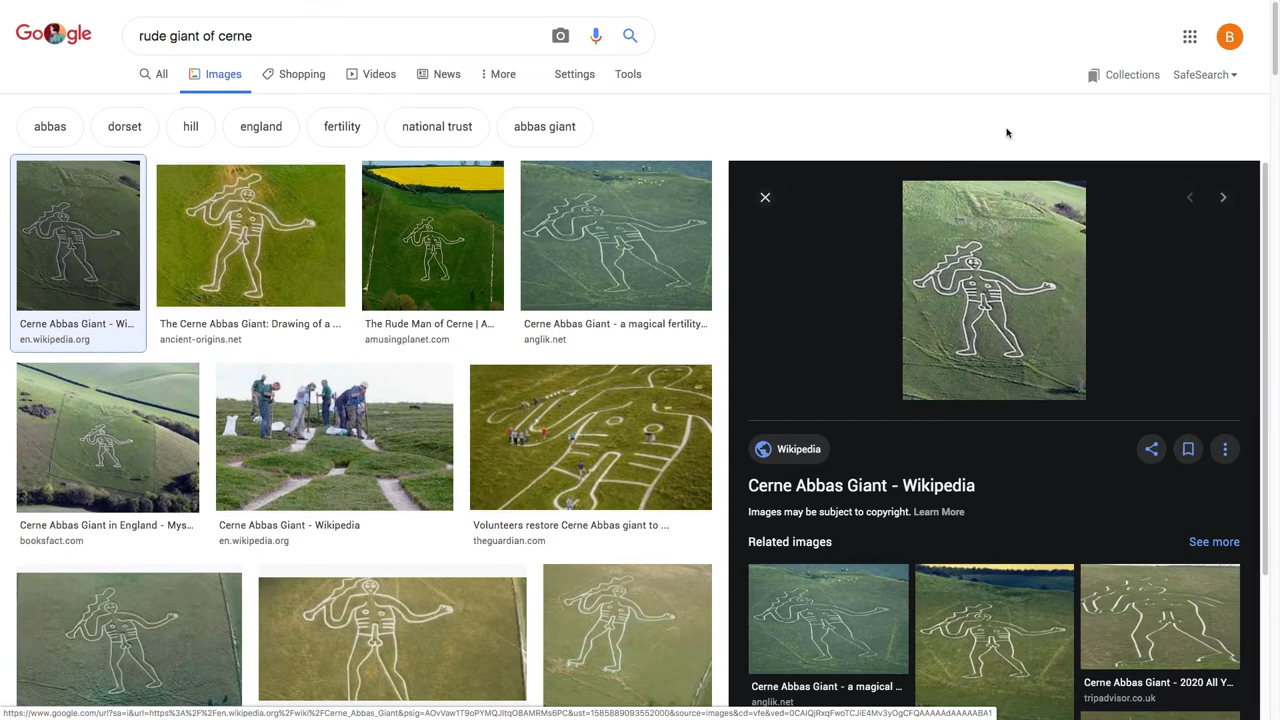 Google
rude giant of cerne
B
All
Images
Shopping
Videos
News
More
Settings
Tools
Collections
SafeSearch
abbas
dorset
hill
england
fertility
national trust
abbas giant
Cerne Abbas Giant - Wi...
en.wikipedia.org
The Cerne Abbas Giant: Drawing of a ...
ancient-origins.net
The Rude Man of Cerne | A...
amusingplanet.com
Cerne Abbas Giant - a magical fertility...
anglik.net
Cerne Abbas Giant in England - Mys...
booksfact.com
Cerne Abbas Giant - Wikipedia
en.wikipedia.org
Volunteers restore Cerne Abbas giant to ...
theguardian.com
Wikipedia
Cerne Abbas Giant - Wikipedia
Images may be subject to copyright. Learn More
Related images
See more
Cerne Abbas Giant - a magical ...
anglik.net
Cerne Abbas Giant - 2020 All Y...
tripadvisor.co.uk